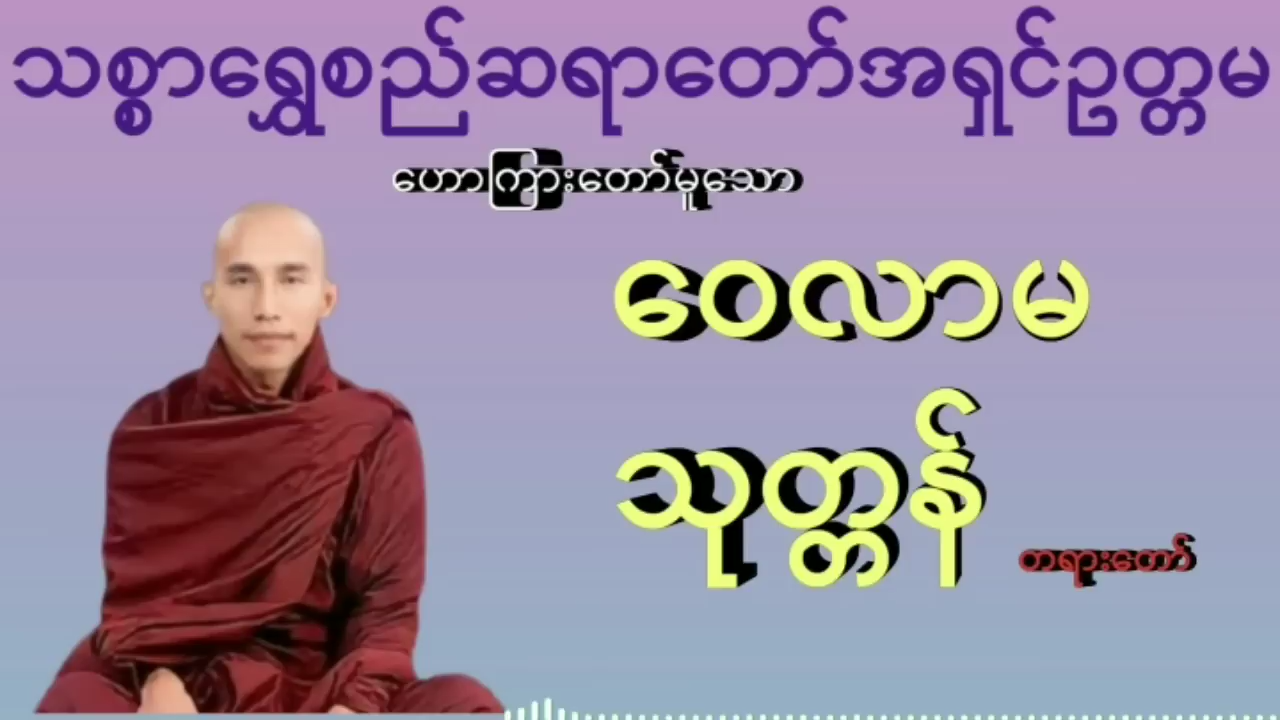 သစ္စာရွှေစည်ဆရာတော်အရှင်ဥတ္တမ
ဟောကြားတော်မူသော
ဝေလာမ
သုတ္တန်
တရားတော်